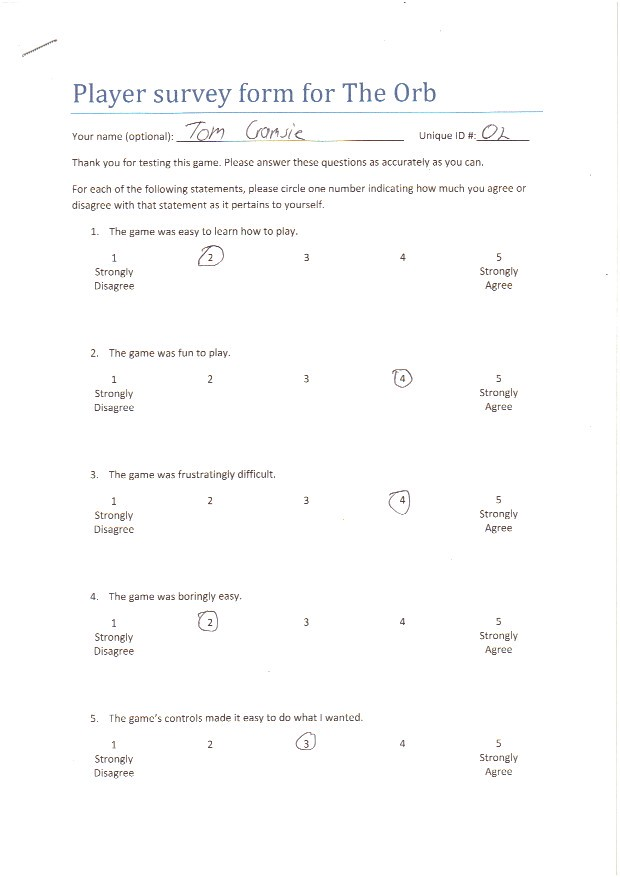 Player survey form for The Orb
Your name (optional): Tom Unique ID #:
Thank you for testing this game. Please answer these questions as accurately as you can.
For each of the following statements, please circle one number indicating how much you agree or
disagree with that statement as it pertains to yourself.
1. The game was easy to learn how to play.
1 2 3 4 5
Strongly Strongly
Disagree Agree
2. The game was fun to play.
1 2 3 4 5
Strongly Strongly
Disagree Agree
3. The game was frustratingly difficult.
1 2 3 4 5
Strongly Strongly
Disagree Agree
4. The game was boringly easy.
1 2 3 4 5
Strongly Strongly
Disagree Agree
5. The game's controls made it easy to do what I wanted.
1 2 3 4 5
Strongly Strongly
Disagree Agree